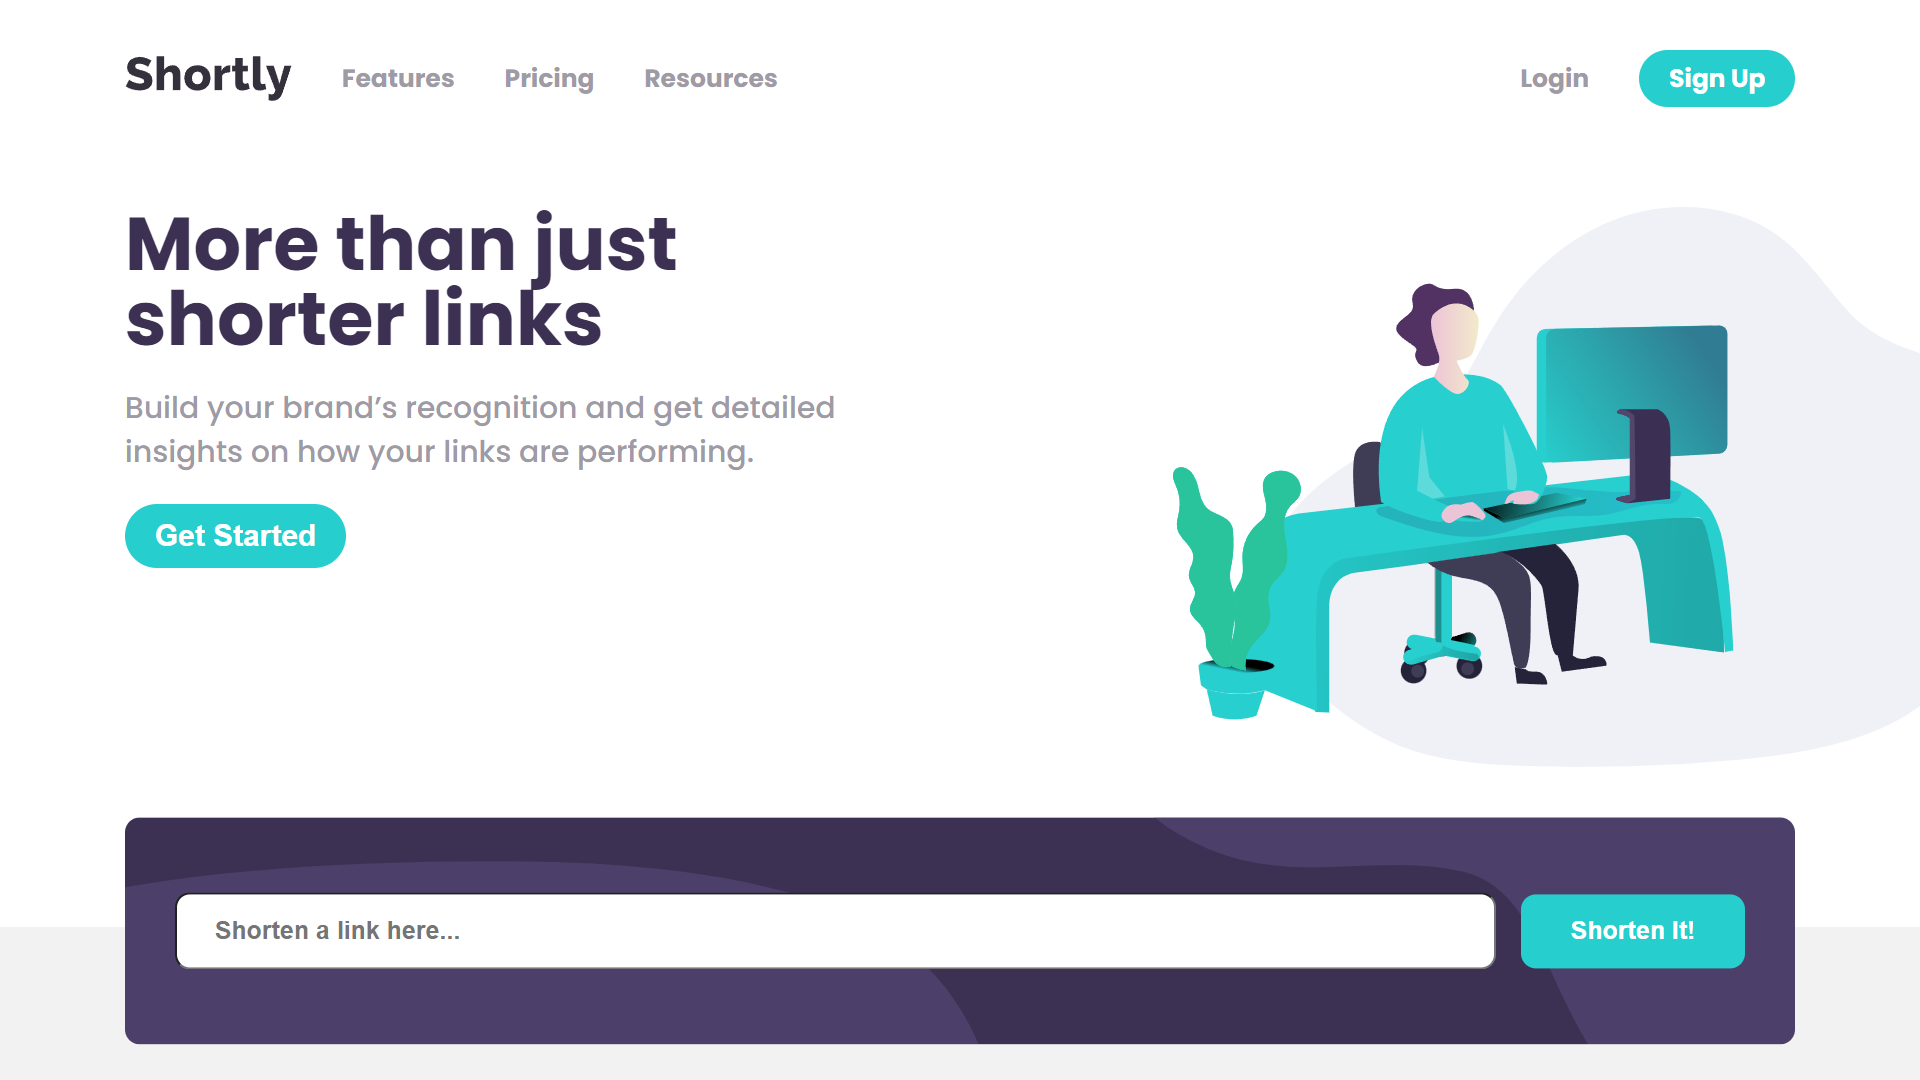 Shortly
Features
Pricing
Resources
Login
Sign Up
More than just
shorter links
Build your brand’s recognition and get detailed
insights on how your links are performing.
Get Started
Shorten a link here...
Shorten It!